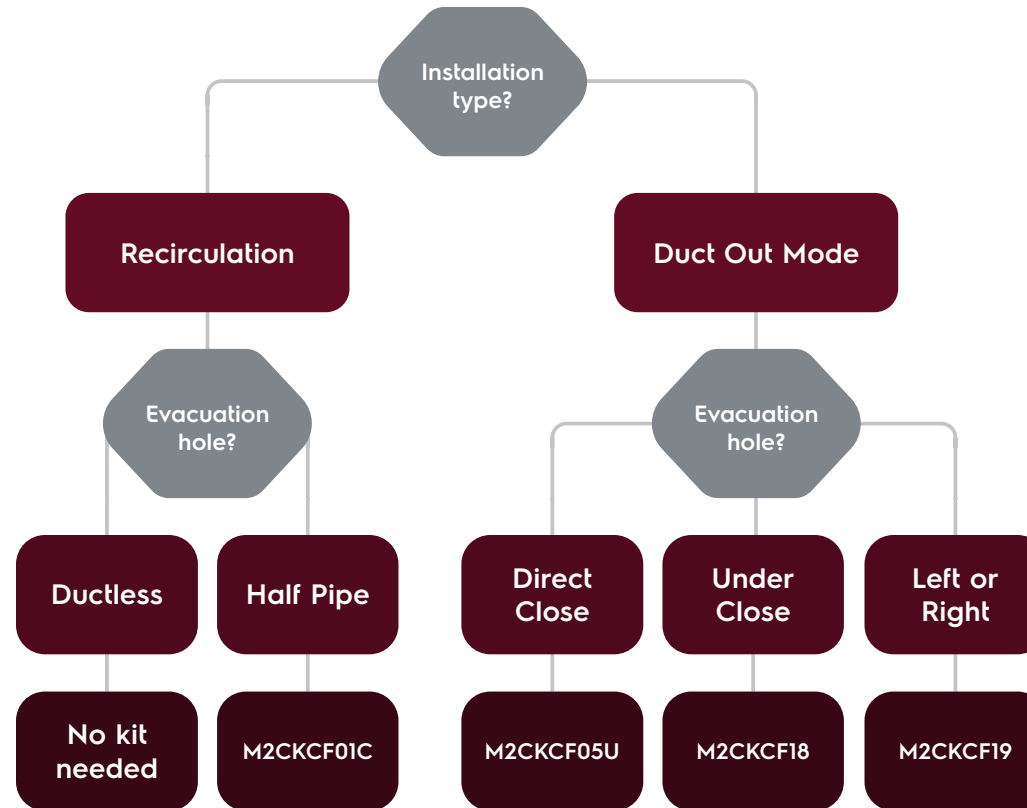 Installation
type?
Recirculation
Duct Out Mode
Evacuation
hole?
Evacuation
hole?
Ductless
Half Pipe
Direct
Close
Under
Close
Left or
Right
No kit
needed
M2CKCF01C
M2CKCF05U
M2CKCF18
M2CKCF19